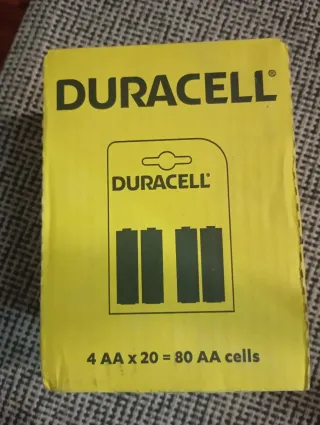 DURACELL®
DURACELL®
4 AA x 20 = 80 AA cells